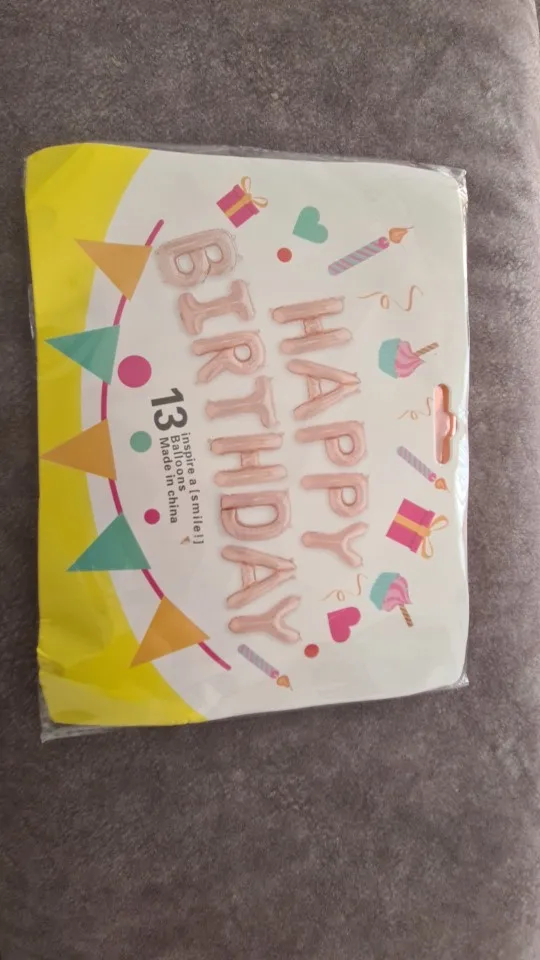 HAPPY
BIRTHDAY
13
inspire a [smile!]
Balloons
Made in china